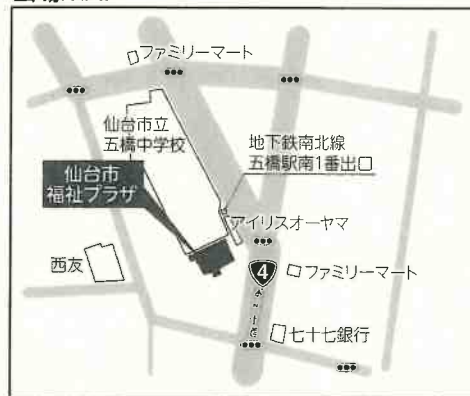 ファミリーマート
仙台市立
五橋中学校
地下鉄南北線
五橋駅南1番出口
仙台市
福祉プラザ
アイリスオーヤマ
西友
4
ファミリーマート
七十七銀行